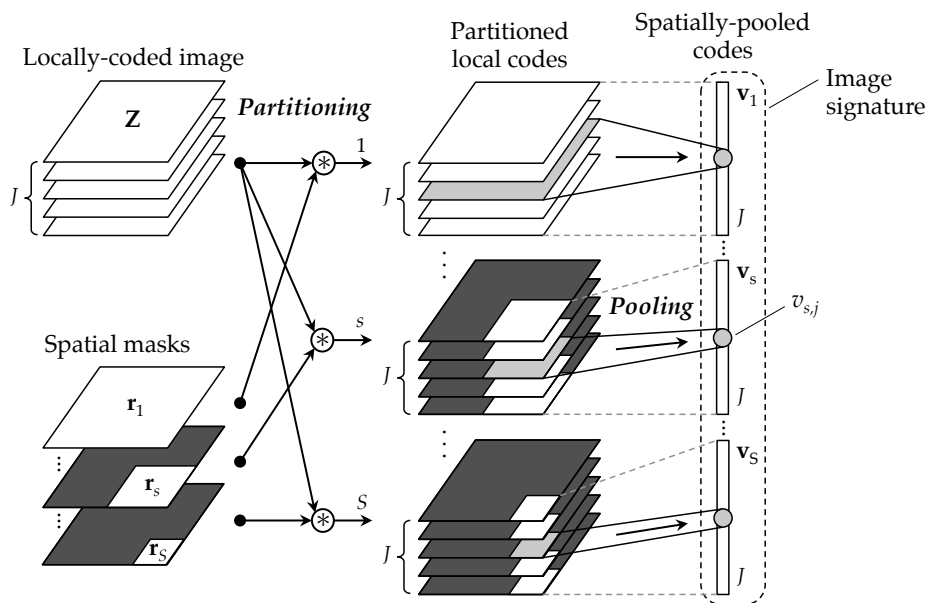 Locally-coded image
Z
J
Partitioning
Partitioned
local codes
Spatially-pooled
codes
Image
signature
1
J
v1
J
⋮
s
J
Pooling
vs
vs,j
J
⋮
Spatial masks
r1
⋮
rs
⋮
rS
S
J
vS
J